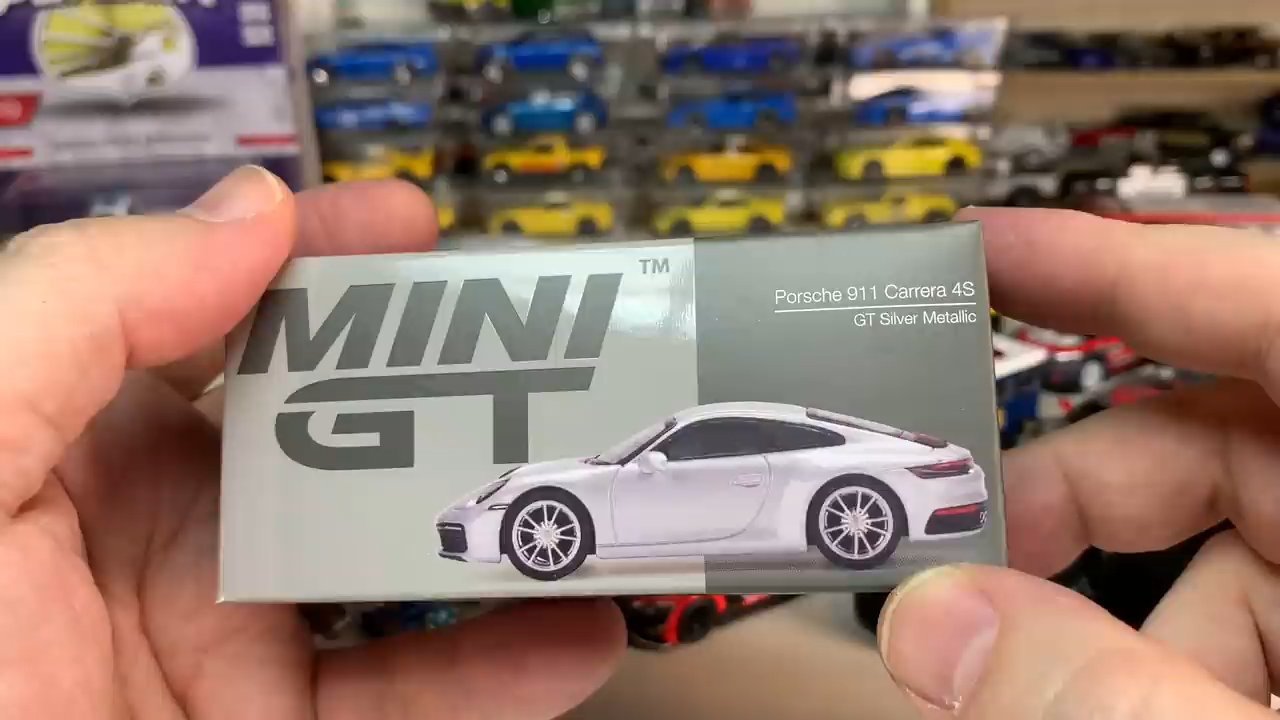 MINI
GT
TM
Porsche 911 Carrera 4S
GT Silver Metallic